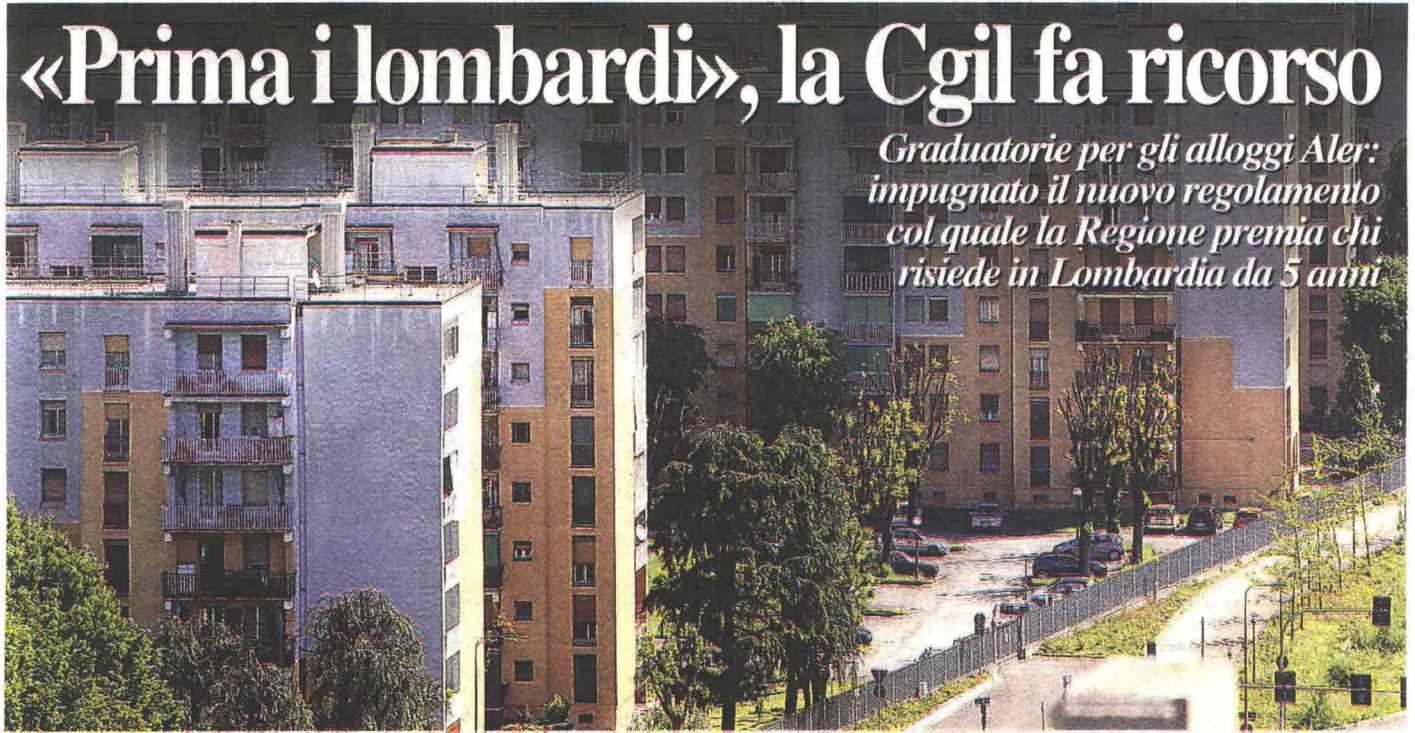 «Prima i lombardi», la Cgil fa ricorso
Graduatorie per gli alloggi Aler:
impugnato il nuovo regolamento
col quale la Regione premia chi
risiede in Lombardia da 5 anni